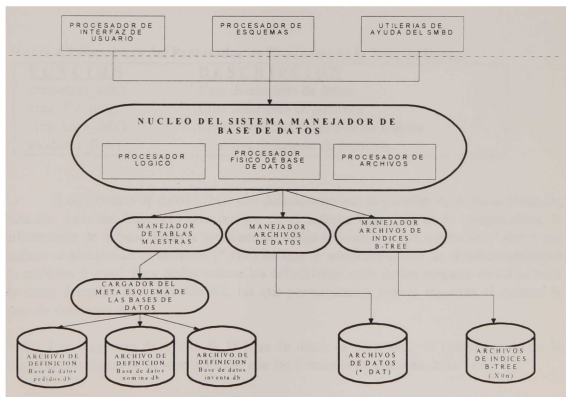 PROCESADOR DE
INTERFAZ DE
USUARIO
PROCESADOR DE
ESQUEMAS
UTILERIAS DE
AYUDA DEL SMBD
NUCLEO DEL SISTEMA MANEJADOR DE
BASE DE DATOS
PROCESADOR
LOGICO
PROCESADOR
FISICO DE BASE
DE DATOS
PROCESADOR DE
ARCHIVOS
MANEJADOR
DE TABLAS
MAESTRAS
MANEJADOR
ARCHIVOS
DE DATOS
MANEJADOR
ARCHIVOS DE
INDICES
B-TREE
CARGADOR DEL
META ESQUEMA DE
LAS BASES DE
DATOS
ARCHIVO DE
DEFINICION
Base de datos
pedidos db
ARCHIVO DE
DEFINICION
Base de datos
nomina db
ARCHIVO DE
DEFINICION
Base de datos
inventa db
ARCHIVOS
DE DATOS
(* DAT)
ARCHIVOS
DE INDICES
B-TREE
(X0n)